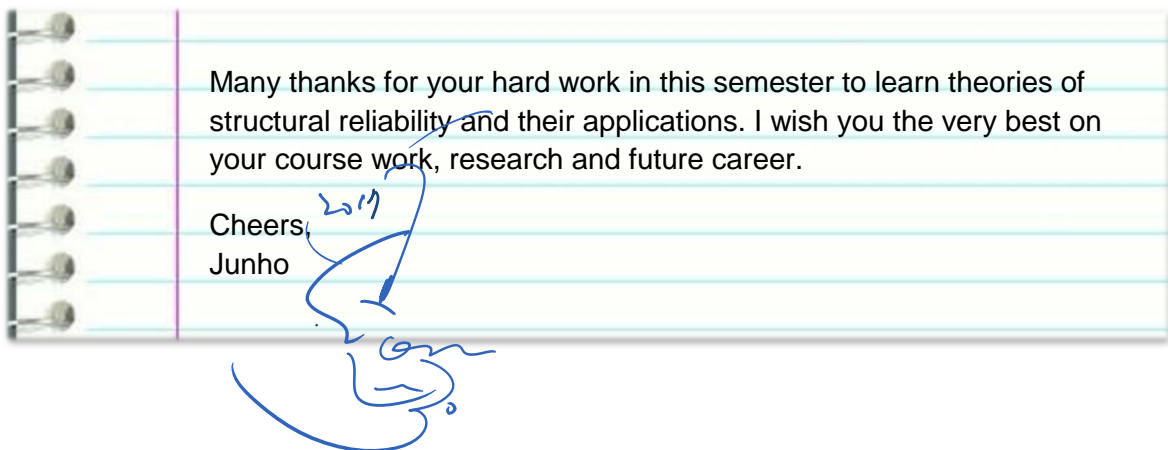 Many thanks for your hard work in this semester to learn theories of
structural reliability and their applications. I wish you the very best on
your course work, research and future career.
Cheers,
Junho